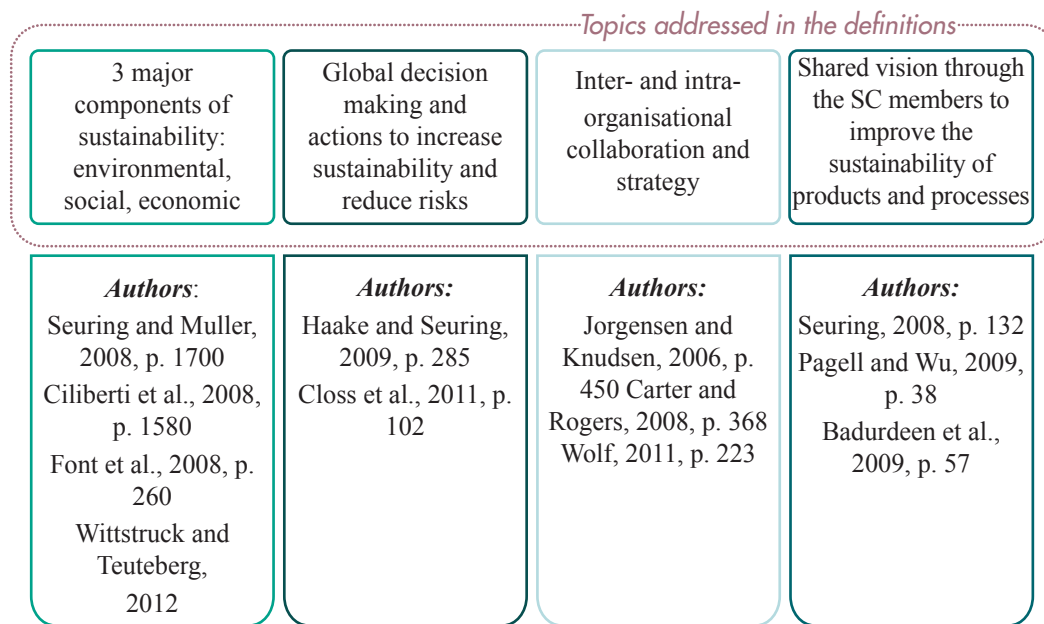 Topics addressed in the definitions
3 major
components of
sustainability:
environmental,
social, economic
Global decision
making and
actions to increase
sustainability and
reduce risks
Inter- and intra-
organisational
collaboration and
strategy
Shared vision through
the SC members to
improve the
sustainability of
products and processes
Authors:
Seuring and Muller,
2008, p. 1700
Ciliberti et al., 2008,
p. 1580
Font et al., 2008, p.
260
Wittstruck and
Teuteberg,
2012
Authors:
Haake and Seuring,
2009, p. 285
Closs et al., 2011, p.
102
Authors:
Jorgensen and
Knudsen, 2006, p.
450 Carter and
Rogers, 2008, p. 368
Wolf, 2011, p. 223
Authors:
Seuring, 2008, p. 132
Pagell and Wu, 2009,
p. 38
Badurdeen et al.,
2009, p. 57